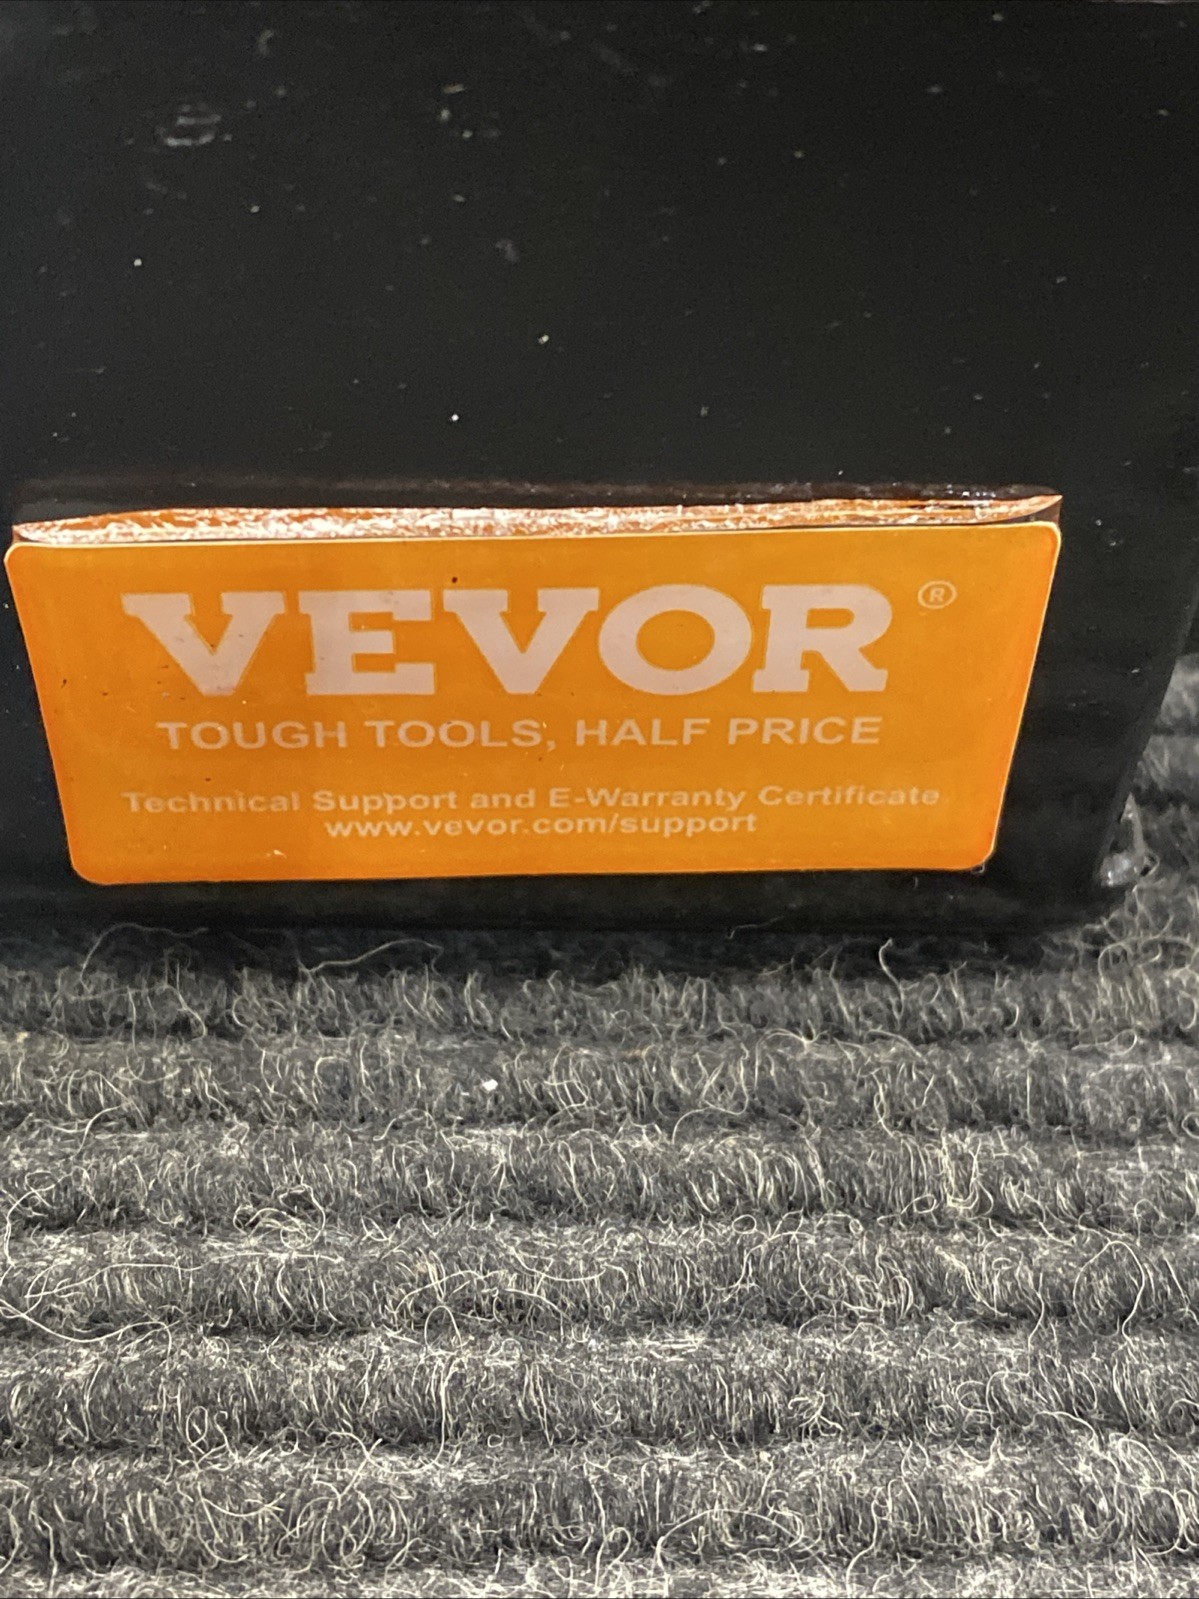 VEVOR®
TOUGH TOOLS, HALF PRICE
Technical Support and E-Warranty Certificate
www.vevor.com/support